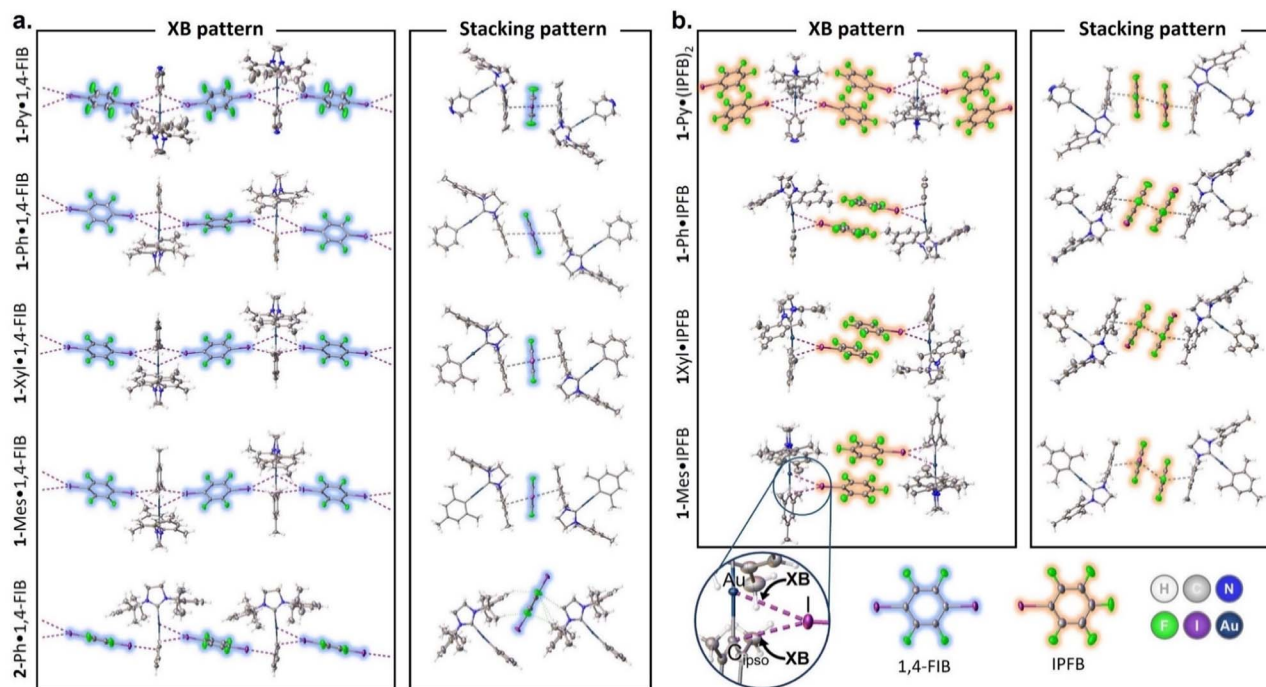 a.
XB pattern
Stacking pattern
1-Py•1,4-FIB
1-Ph•1,4-FIB
1-Xyl•1,4-FIB
1-Mes•1,4-FIB
2-Ph•1,4-FIB
b.
XB pattern
Stacking pattern
1-Py•(IPFB)2
1-Ph•IPFB
1Xyl•IPFB
1-Mes•IPFB
Au
XB
I
Cipso
XB
1,4-FIB
IPFB
H C N
F I Au